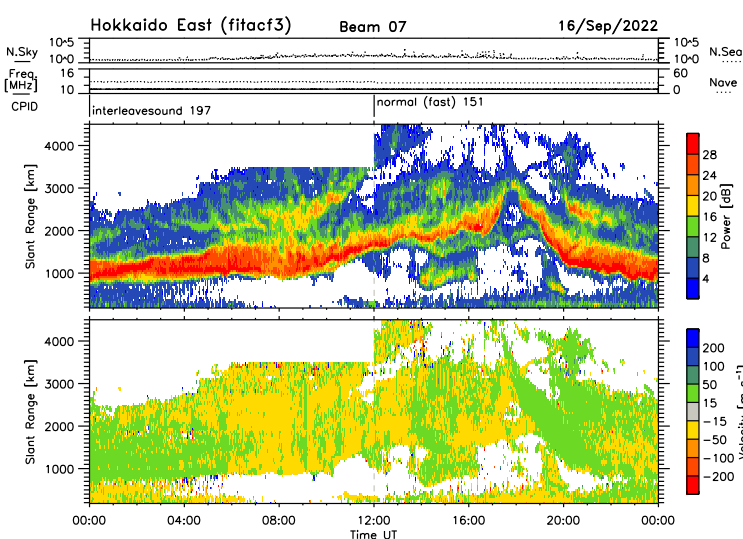 Hokkaido East (fitacf3) Beam 07 16/Sep/2022
N.Sky 10^5 10^0 10^5 10^0 N.Sea
Freq. [MHz] 16 10 60 0 Nave
CPID interleavesound 197 normal (fast) 151
Slant Range [km] 4000 3000 2000 1000
28 24 20 16 12 8 4 Power [dB]
Slant Range [km] 4000 3000 2000 1000
200 100 50 15 -15 -50 -100 -200
00:00 04:00 08:00 12:00 16:00 20:00 00:00
Time UT